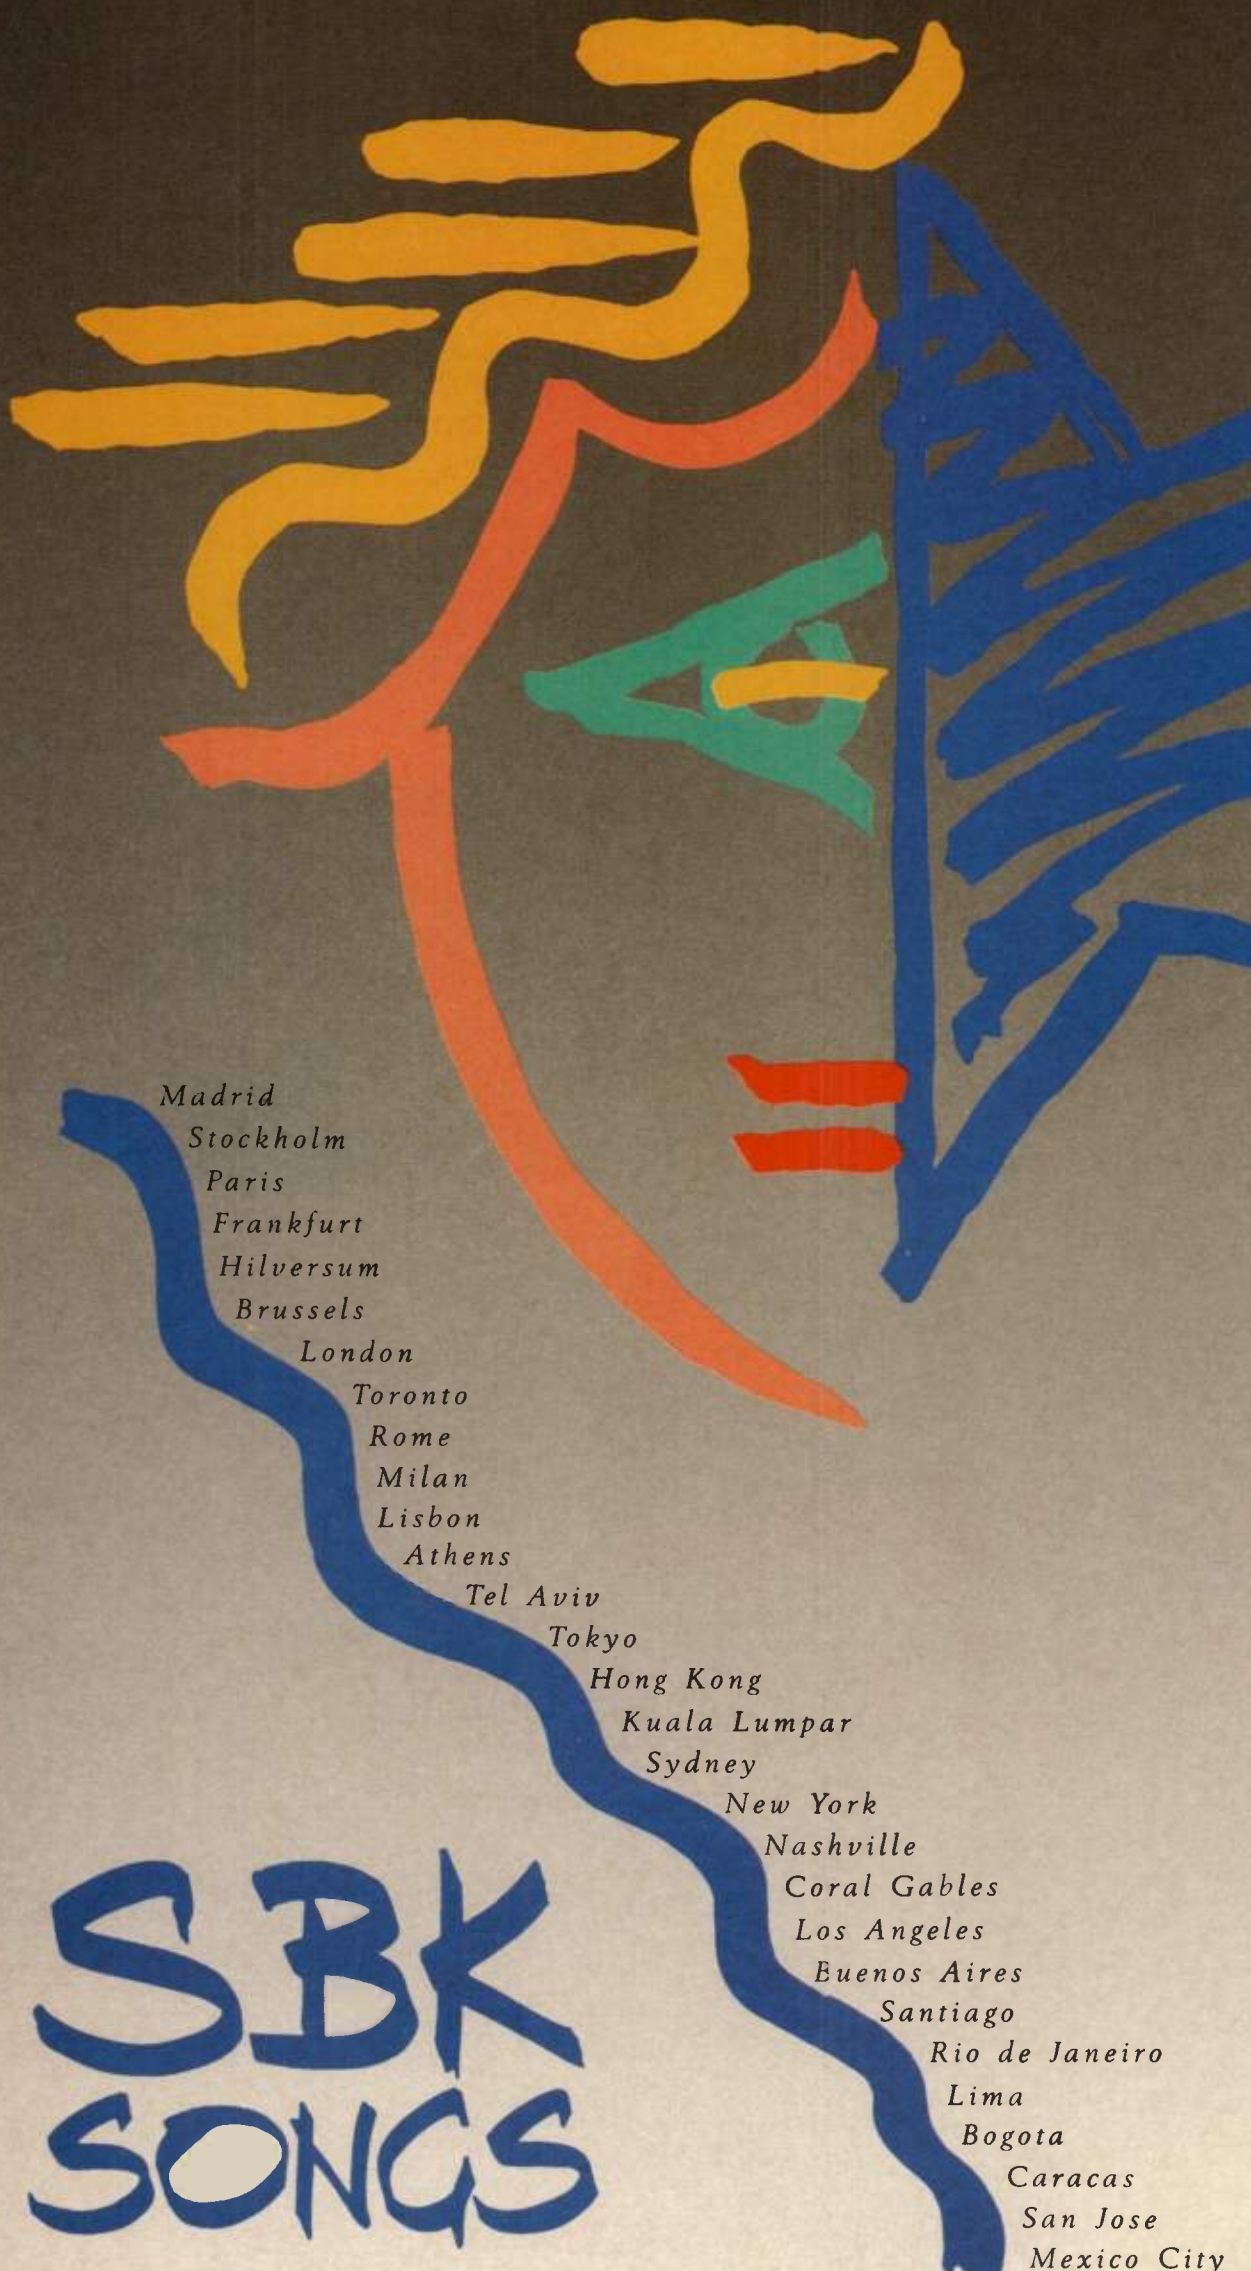 Madrid
Stockholm
Paris
Frankfurt
Hilversum
Brussels
London
Toronto
Rome
Milan
Lisbon
Athens
Tel Aviv
Tokyo
Hong Kong
Kuala Lumpar
Sydney
New York
Nashville
Coral Gables
Los Angeles
Buenos Aires
Santiago
Rio de Janeiro
Lima
Bogota
Caracas
San Jose
Mexico City
SBK
SONGS